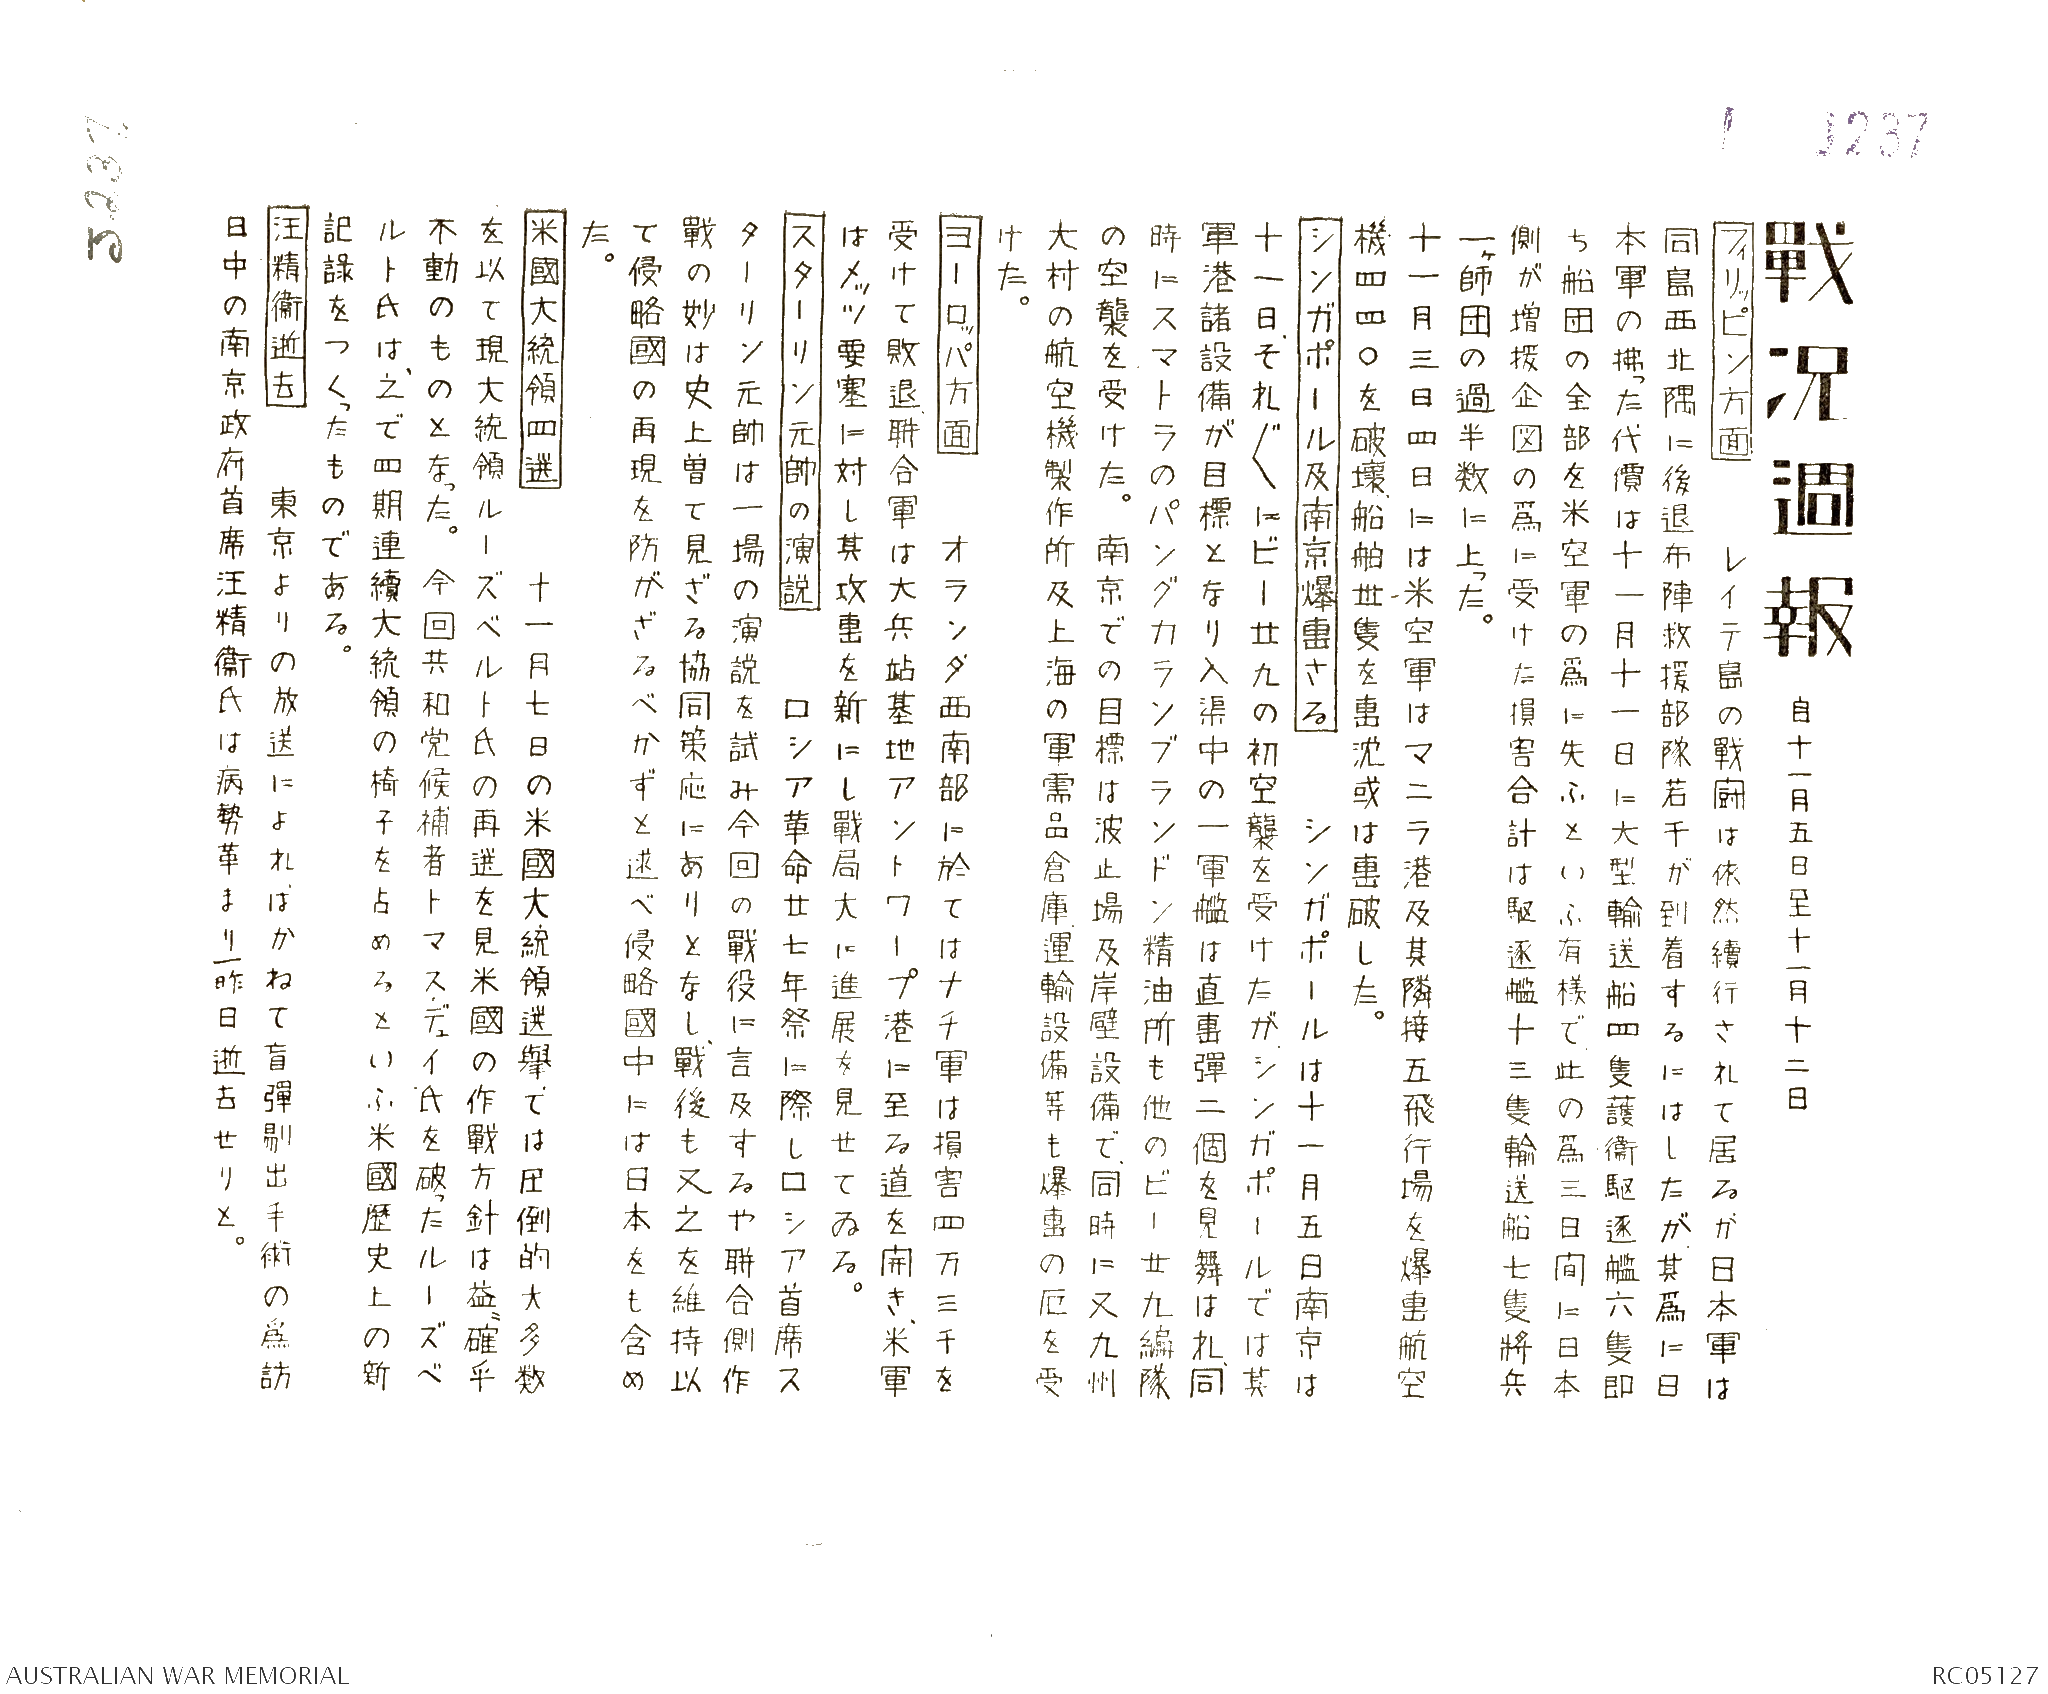 1 J237
戰況週報
自十一月五日至十一月十二日
フィリッピン方面 レイテ島の戰鬪は依然續行されて居るが日本軍は
同島西北隅に後退布陣救援部隊若干が到着するにはしたが、其爲に日
本軍の拂った代價は十一月十一日に大型輸送船四隻護衞駆逐艦六隻即
ち船団の全部を米空軍の爲に失ふといふ有様で此の爲三日間に日本
側が増援企図の爲に受けた損害合計は駆逐艦十三隻輸送船七隻將兵
一ヶ師団の過半数に上った。
十一月三日四日には米空軍はマニラ港及其隣接五飛行場を爆擊航空
機四四〇を破壞、船舶丗隻を擊沈或は擊破した。
シンガポール及南京爆擊さる シンガポールは十一月五日南京は
十一日、それ〴〵にビー廿九の初空襲を受けたが、シンガポールでは其
軍港諸設備が目標となり入渠中の一軍艦は直擊彈二個を見舞はれ、同
時にスマトラのパングカランブランドン精油所も他のビー廿九編隊
の空襲を受けた。南京での目標は波止場及岸壁設備で、同時に又九州
大村の航空機製作所及上海の軍需品倉庫運輸設備等も爆擊の厄を受
けた。
ヨーロッパ方面 オランダ西南部に於てはナチ軍は損害四万三千を
受けて敗退、聯合軍は大兵站基地アントワープ港に至る道を開き、米軍
はメッツ要塞に対し其攻擊を新にし戰局大に進展を見せてゐる。
スターリン元帥の演説 ロシア革命廿七年祭に際しロシア首席ス
ターリン元帥は一場の演説を試み今回の戰役に言及するや聯合側作
戰の妙は史上曽て見ざる協同策応にありとなし、戰後も又之を維持以
て侵略國の再現を防がざるべかずと述べ侵略國中には日本をも含め
た。
米國大統領四選 十一月七日の米國大統領選擧では圧倒的大多数
を以て現大統領ルーズベルト氏の再選を見米國の作戰方針は益〻確乎
不動のものとなった。今回共和党候補者トマスデュイ氏を破ったルーズベ
ルト氏は、之で四期連續大統領の椅子を占めるといふ米國歴史上の新
記錄をつくったものである。
汪精衞逝去 東京よりの放送によればかねて盲彈剔出手術の爲訪
日中の南京政府首席汪精衞氏は病勢革まり一昨日逝去せりと。
AUSTRALIAN WAR MEMORIAL
RC05127